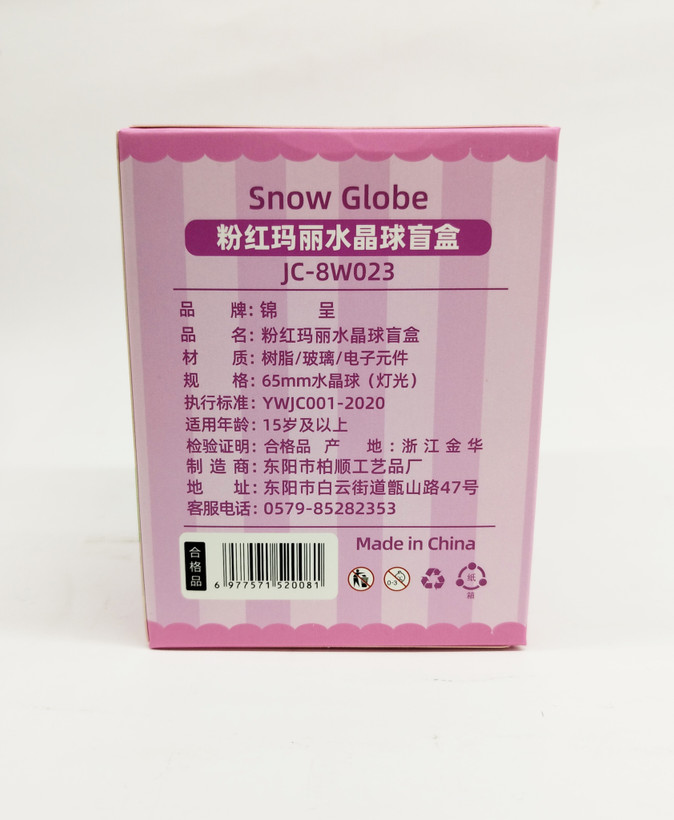 Snow Globe
粉红玛丽水晶球盲盒
JC-8W023
品 牌：锦 呈
品 名：粉红玛丽水晶球盲盒
材 质：树脂/玻璃/电子元件
规 格：65mm水晶球（灯光）
执行标准：YWJC001-2020
适用年龄：15岁及以上
检验证明：合格品 产 地：浙江金华
制造商：东阳市柏顺工艺品厂
地 址：东阳市白云街道甑山路47号
客服电话：0579-85282353
合格品
6 977571 520081
Made in China
0-3
纸
箱